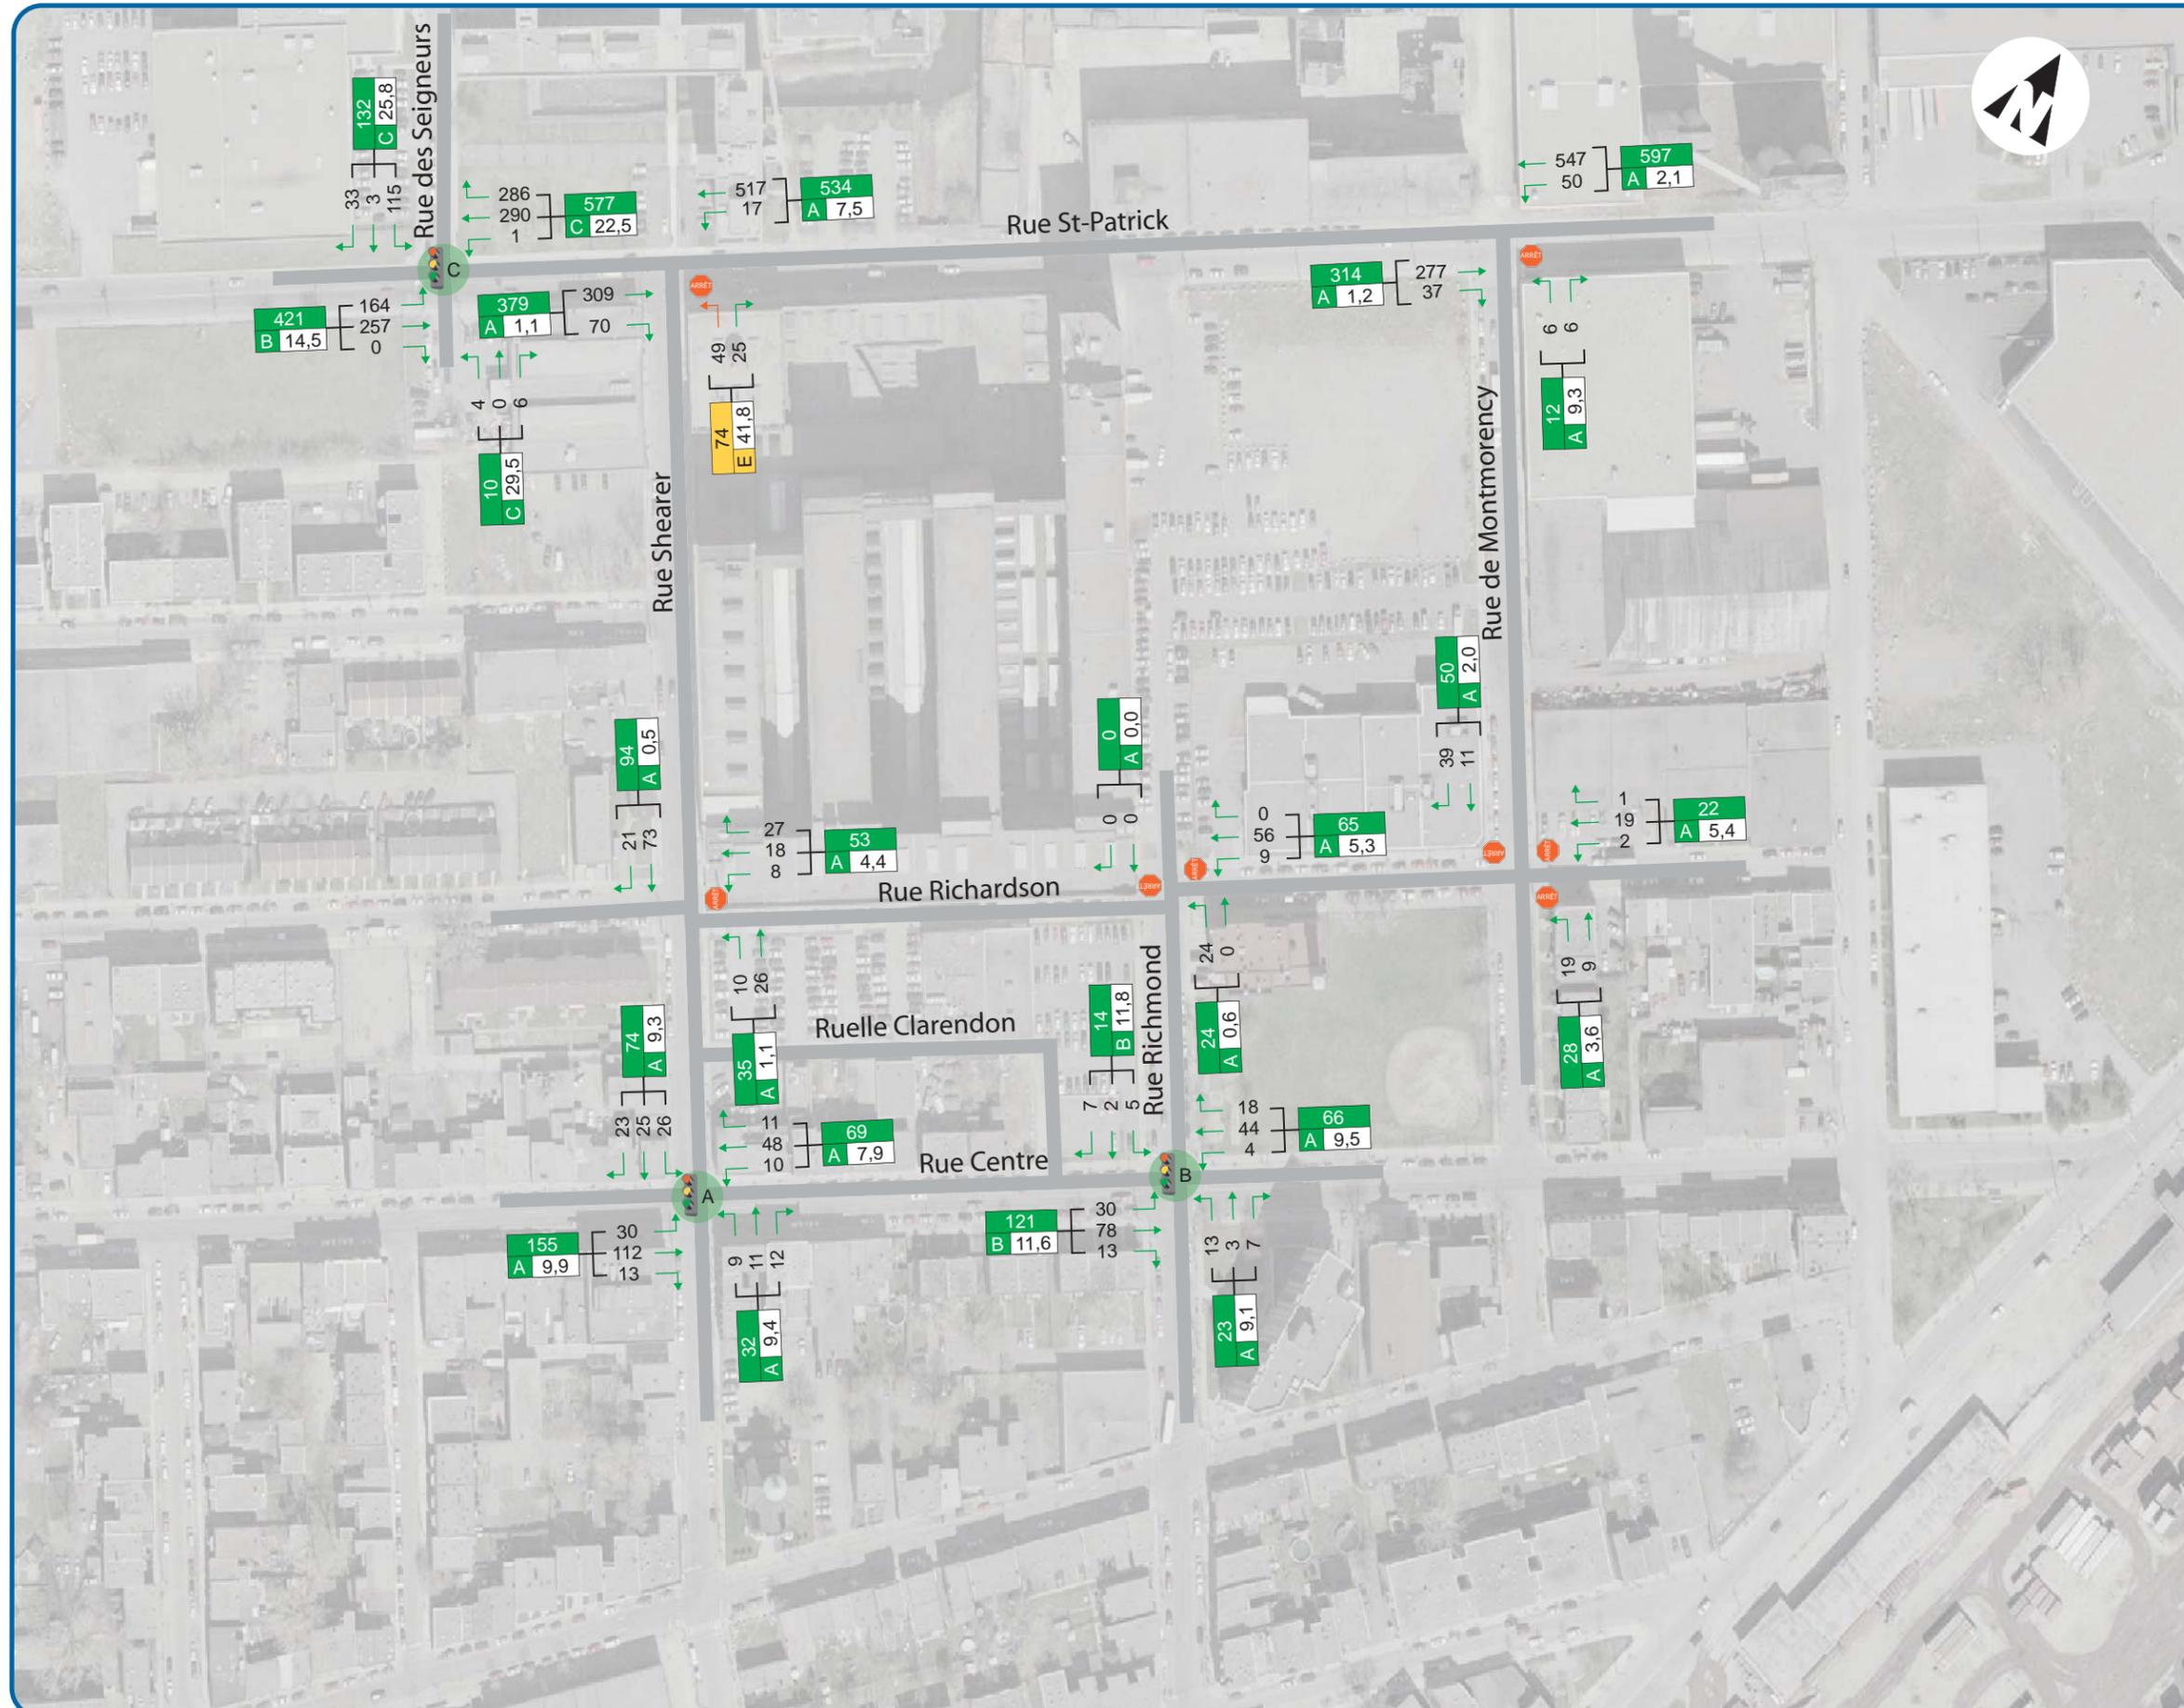 Rue des Seigneurs
132
C 25,8
33
3
115
286
290
1
577
C 22,5
517
17
534
A 7,5
Rue St-Patrick
547
50
597
A 2,1
N
C
421
B 14,5
164
257
0
379
A 1,1
309
70
4
0
6
10
C 29,5
ARRÊT
49
25
74
E 41,8
314
A 1,2
277
37
ARRÊT
6
6
12
A 9,3
Rue Shearer
Rue de Montmorency
94
A 0,5
21
73
27
18
8
53
A 4,4
0
A 0,0
0
0
0
56
9
65
A 5,3
50
A 2,0
39
11
1
19
2
22
A 5,4
ARRÊT
Rue Richardson
ARRÊT
ARRÊT
ARRÊT
ARRÊT
ARRÊT
10
26
35
A 1,1
Ruelle Clarendon
Rue Richmond
24
0
24
A 0,6
19
9
28
A 3,6
74
A 9,3
23
25
26
11
48
10
69
A 7,9
Rue Centre
14
B 11,8
7
2
5
18
44
4
66
A 9,5
A
B
155
A 9,9
30
112
13
9
11
12
32
A 9,4
121
B 11,6
30
78
13
13
3
7
23
A 9,1